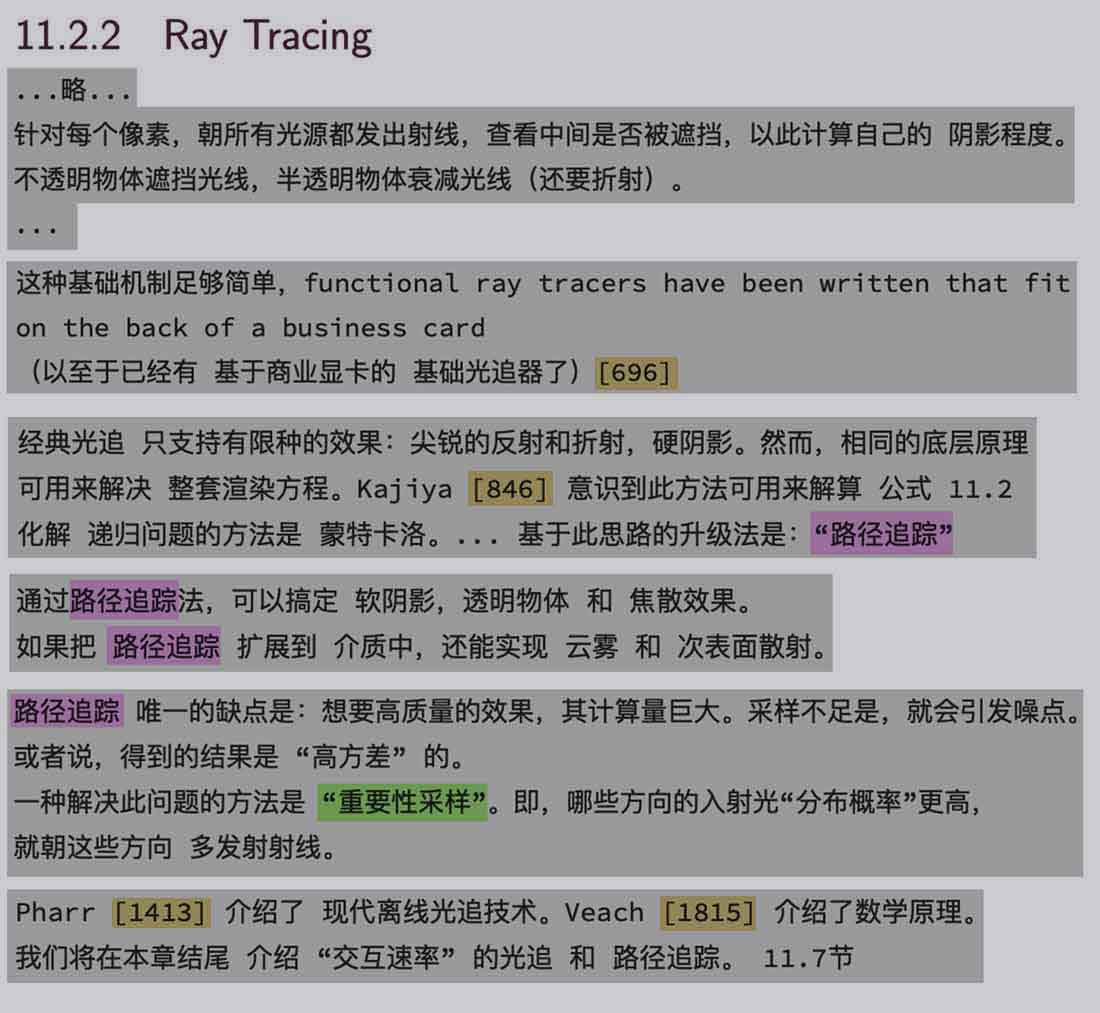 11.2.2 Ray Tracing
...略...
针对每个像素，朝所有光源都发出射线，查看中间是否被遮挡，以此计算自己的 阴影程度。
不透明物体遮挡光线，半透明物体衰减光线（还要折射）。
...
这种基础机制足够简单，functional ray tracers have been written that fit
on the back of a business card
（以至于已经有 基于商业显卡的 基础光追器了）[696]
经典光追 只支持有限种的效果：尖锐的反射和折射，硬阴影。然而，相同的底层原理
可用来解决 整套渲染方程。Kajiya [846] 意识到此方法可用来解算 公式 11.2
化解 递归问题的方法是 蒙特卡洛。... 基于此思路的升级法是：“路径追踪”
通过路径追踪法，可以搞定 软阴影，透明物体 和 焦散效果。
如果把 路径追踪 扩展到 介质中，还能实现 云雾 和 次表面散射。
路径追踪 唯一的缺点是：想要高质量的效果，其计算量巨大。采样不足是，就会引发噪点。
或者说，得到的结果是 “高方差” 的。
一种解决此问题的方法是 “重要性采样”。即，哪些方向的入射光“分布概率”更高，
就朝这些方向 多发射射线。
Pharr [1413] 介绍了 现代离线光追技术。Veach [1815] 介绍了数学原理。
我们将在本章结尾 介绍 “交互速率” 的光追 和 路径追踪。 11.7节